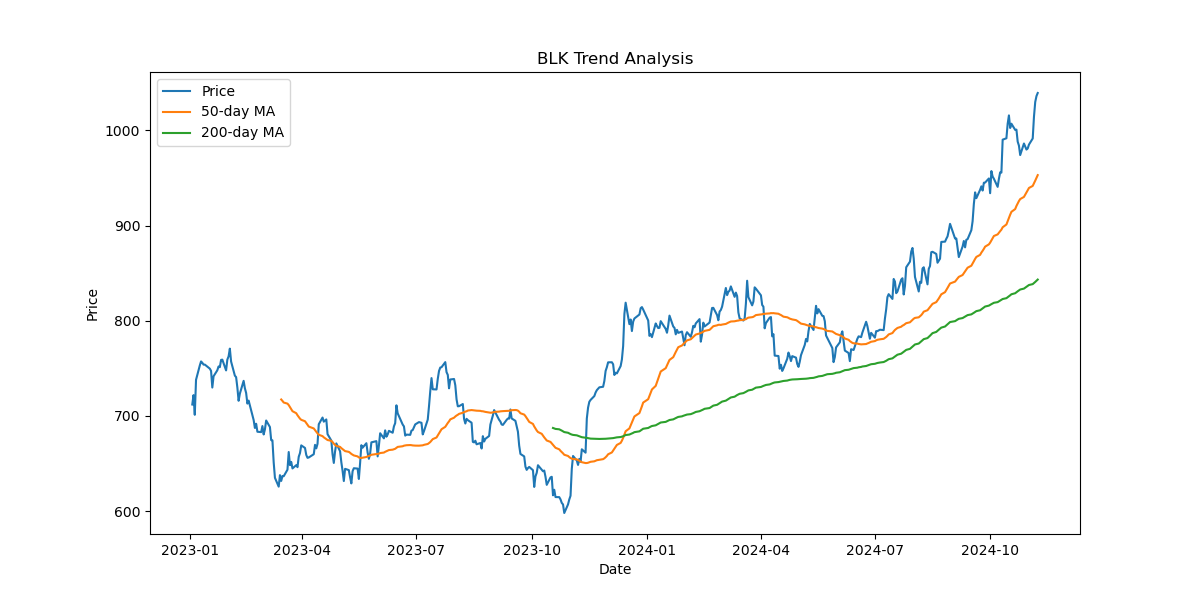 BLK Trend Analysis
Price
50-day MA
200-day MA
1000
900
800
700
600
Price
2023-01
2023-04
2023-07
2023-10
2024-01
2024-04
2024-07
2024-10
Date